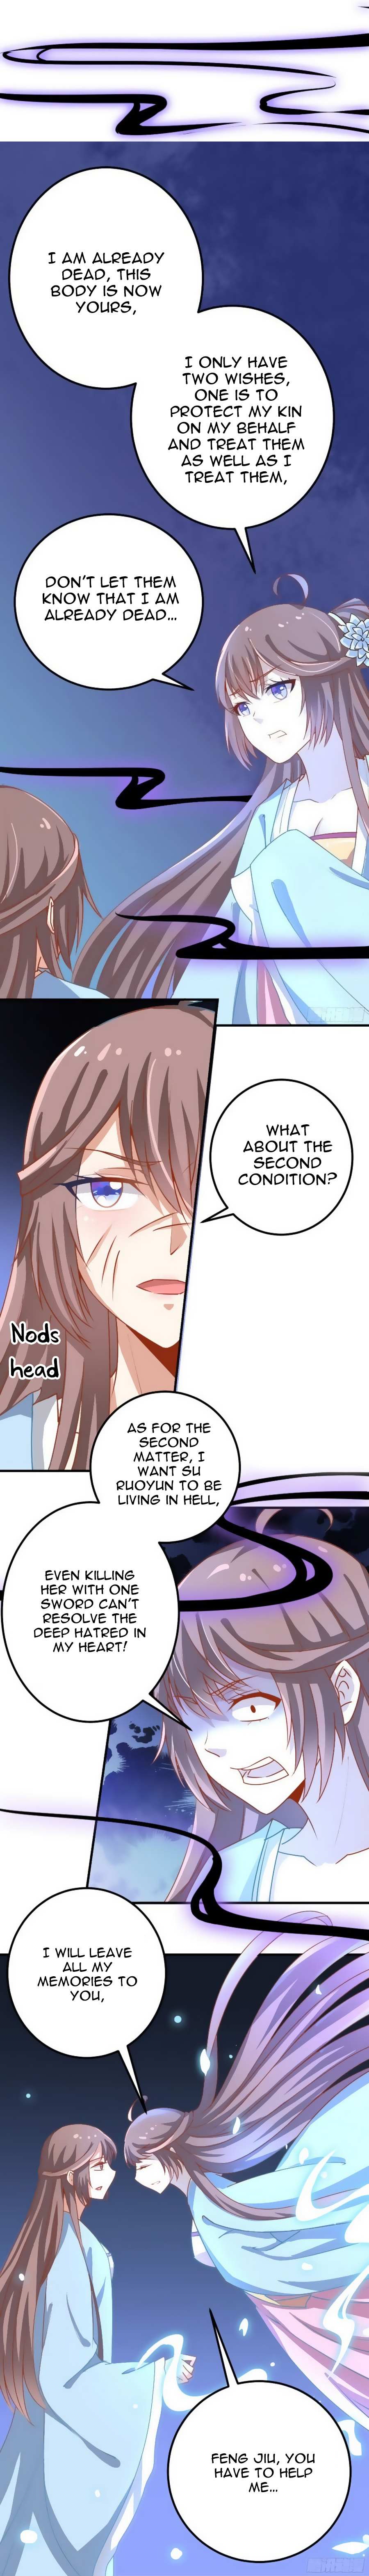 I AM ALREADY
DEAD, THIS
BODY IS NOW
YOURS,
I ONLY HAVE
TWO WISHES,
ONE IS TO
PROTECT MY KIN
ON MY BEHALF
AND TREAT THEM
AS WELL AS I
TREAT THEM,
DON'T LET THEM
KNOW THAT I AM
ALREADY DEAD...
WHAT
ABOUT THE
SECOND
CONDITION?
Nods
head
AS FOR THE
SECOND
MATTER, I
WANT SU
RUOYUN TO BE
LIVING IN HELL,
EVEN KILLING
HER WITH ONE
SWORD CAN'T
RESOLVE THE
DEEP HATRED IN
MY HEART!
I WILL LEAVE
ALL MY
MEMORIES TO
YOU,
FENG JIU, YOU
HAVE TO HELP
ME...